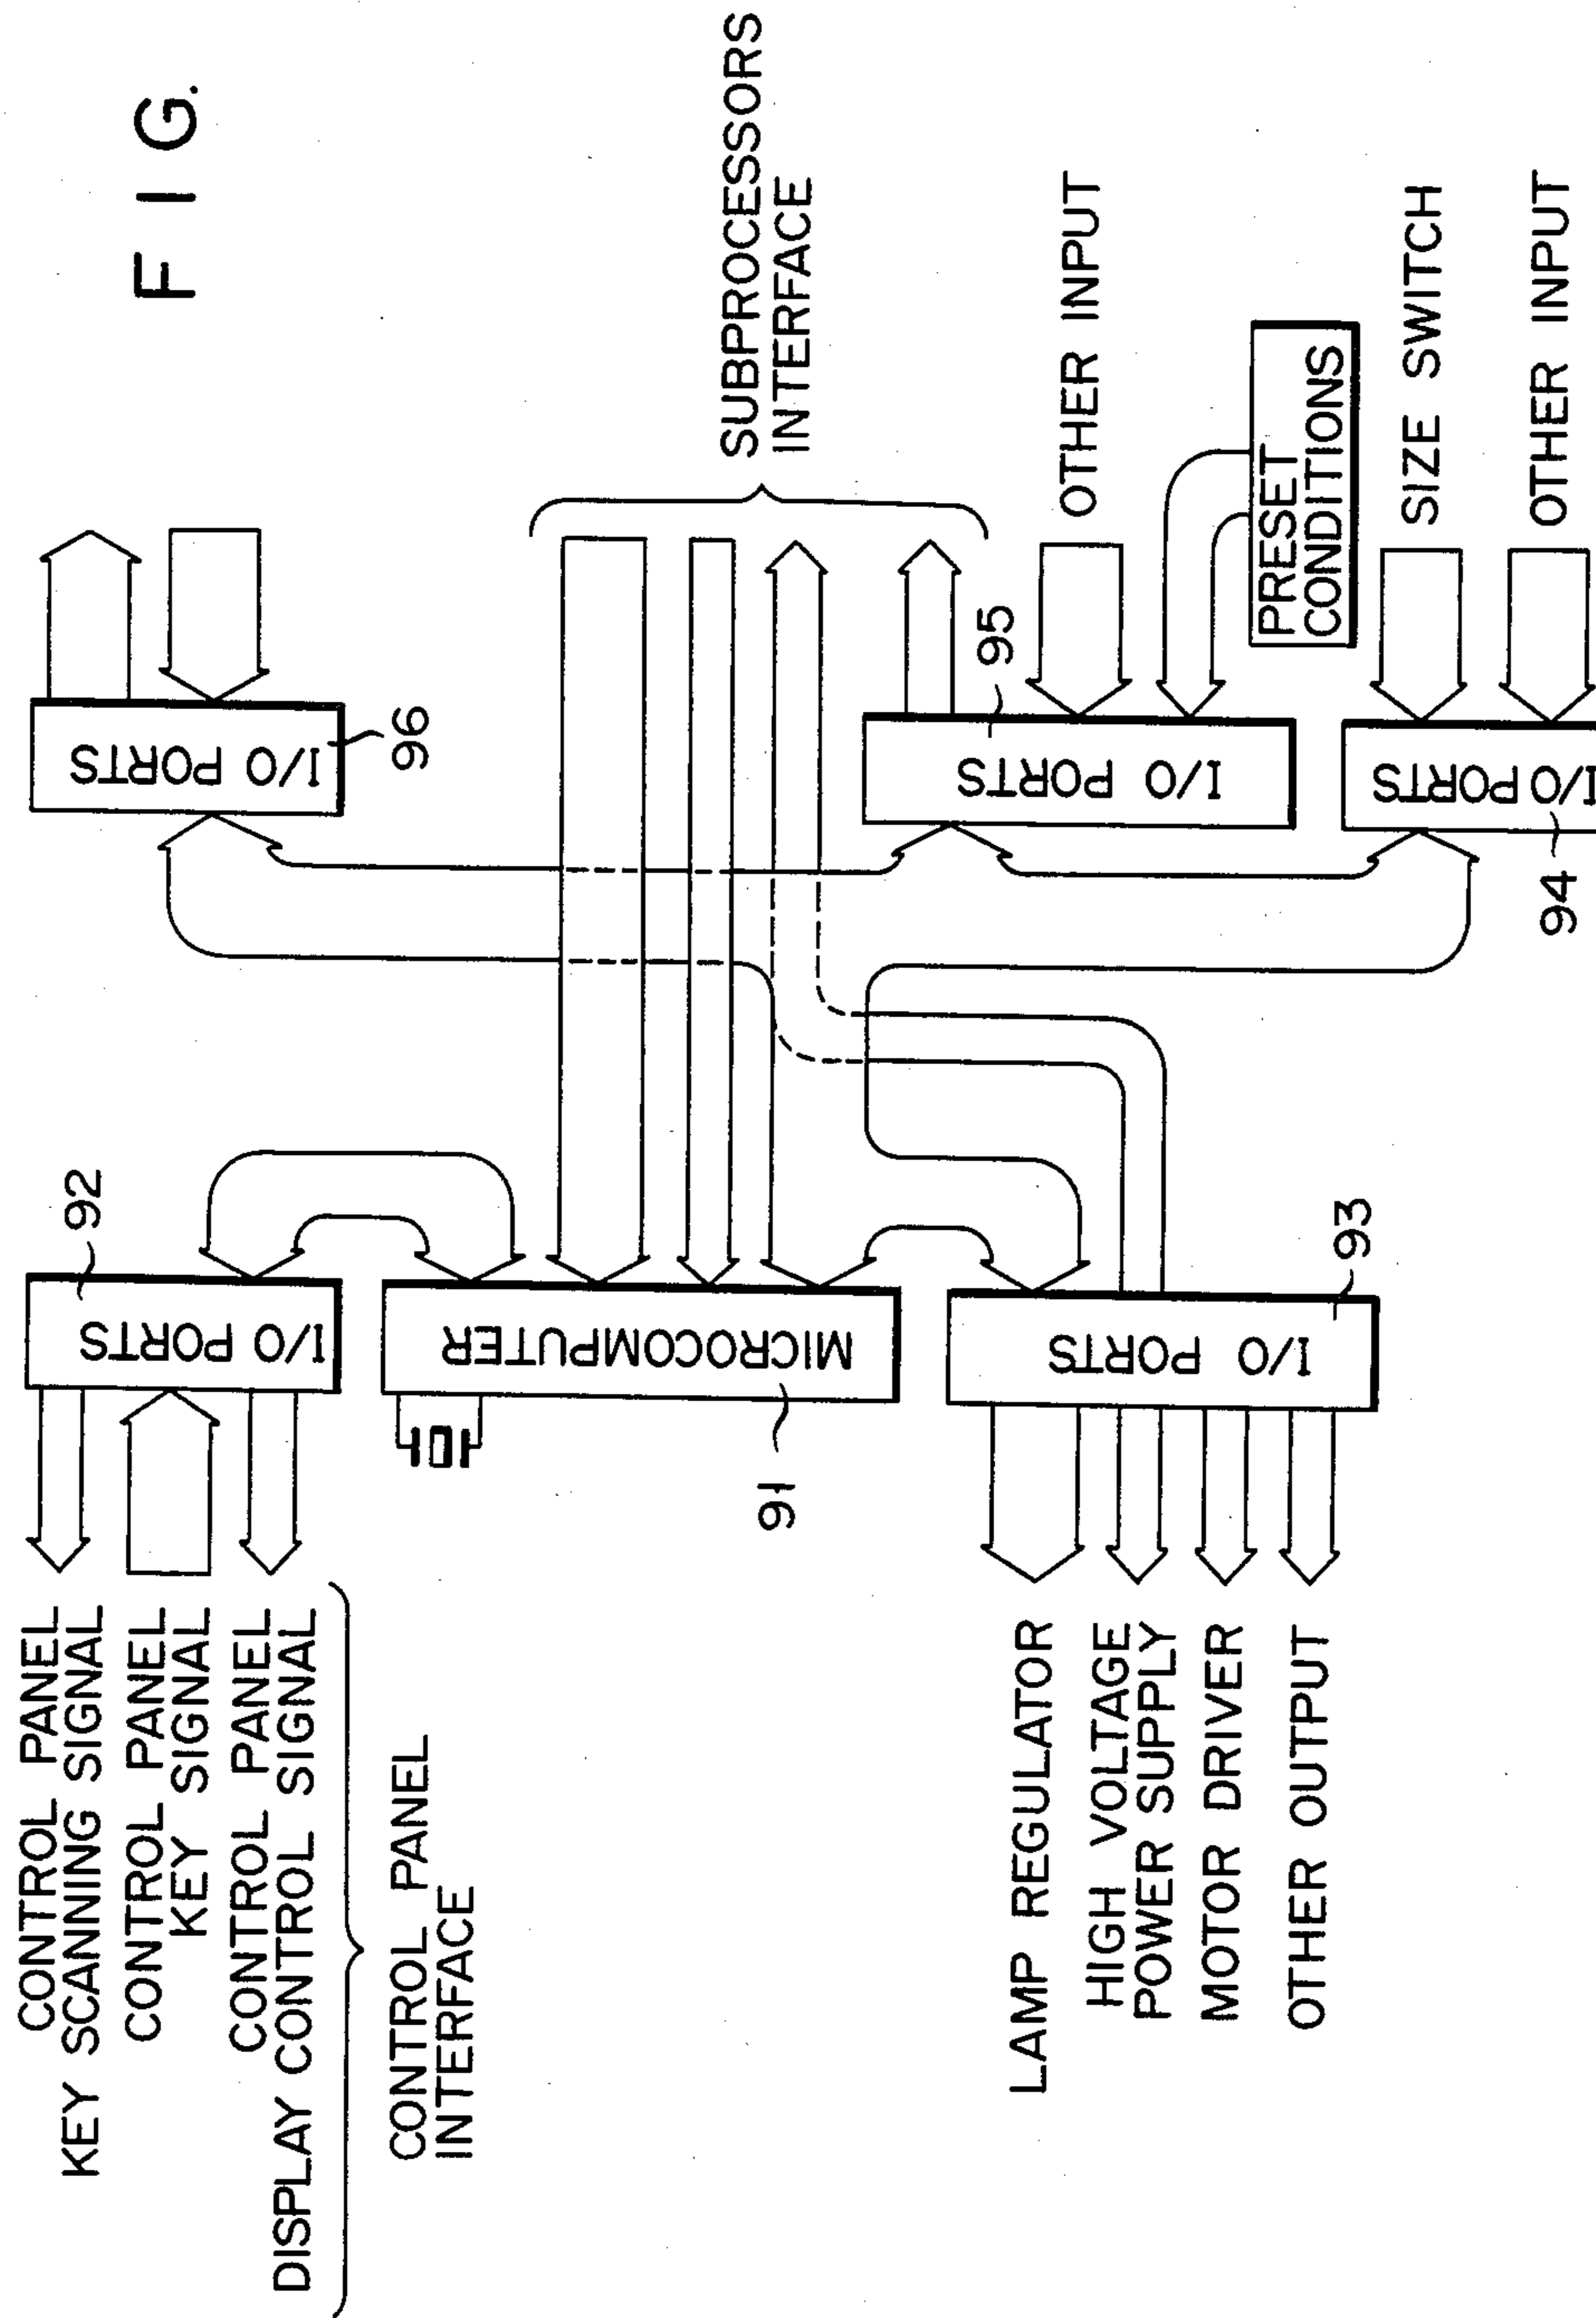 FIG.
CONTROL PANEL
KEY SCANNING SIGNAL
CONTROL PANEL
KEY SIGNAL
CONTROL PANEL
DISPLAY CONTROL SIGNAL
CONTROL PANEL
INTERFACE
92
I/O PORTS
I/O PORTS
96
MICROCOMPUTER
91
SUBPROCESSORS
INTERFACE
LAMP REGULATOR
HIGH VOLTAGE
POWER SUPPLY
MOTOR DRIVER
OTHER OUTPUT
I/O PORTS
93
95
I/O PORTS
OTHER INPUT
PRESET
CONDITIONS
I/O PORTS
94
SIZE SWITCH
OTHER INPUT